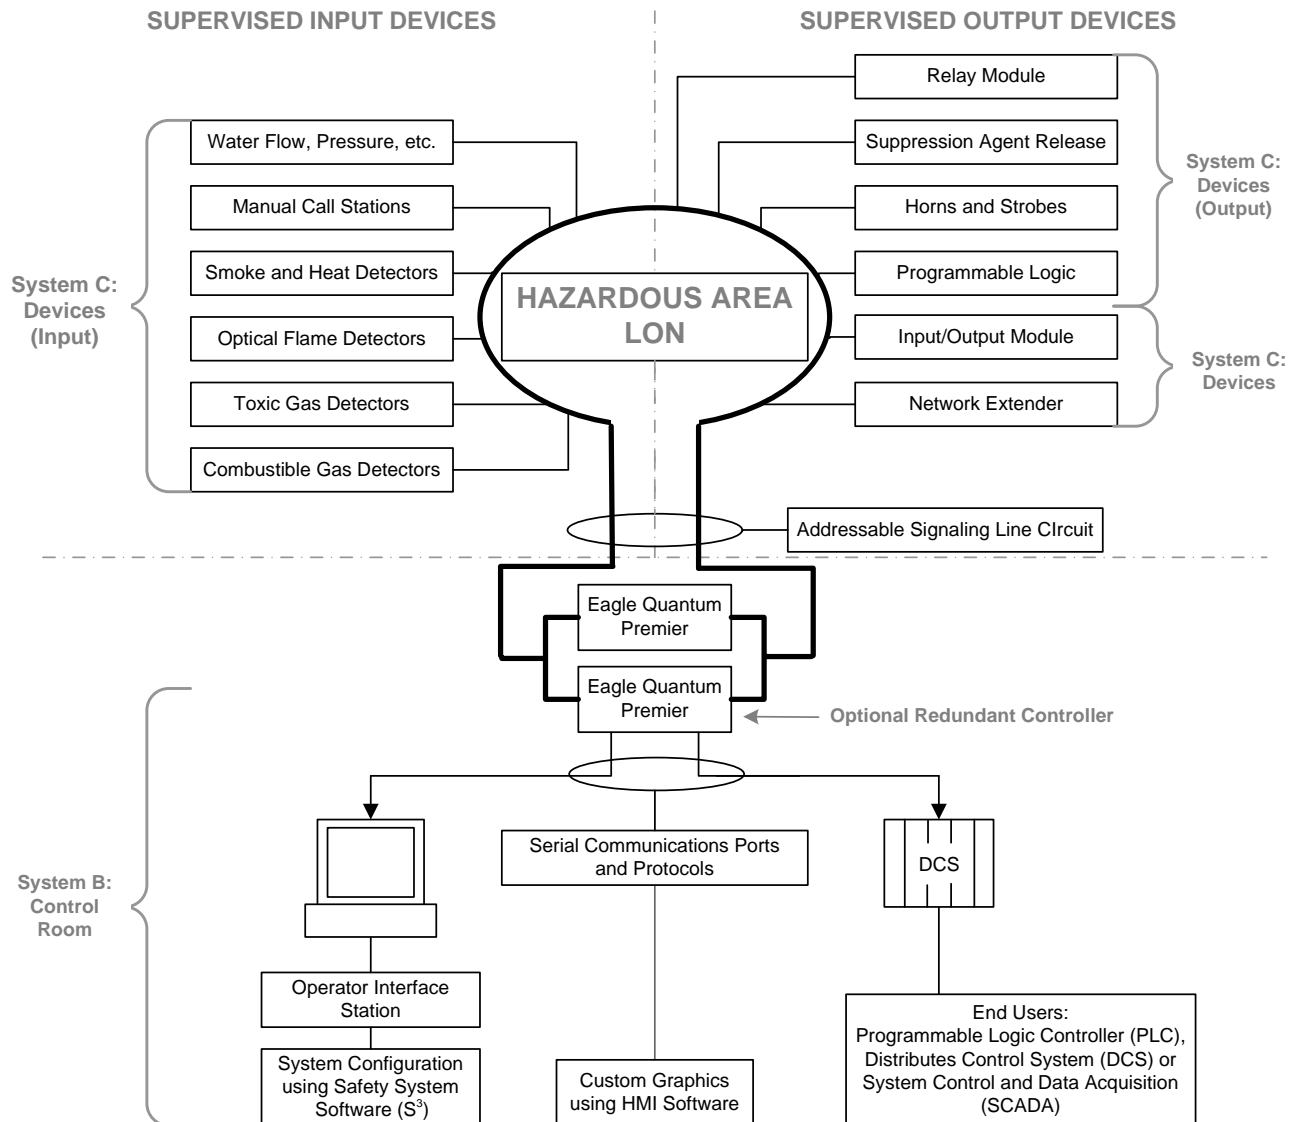 SUPERVISED INPUT DEVICES
SUPERVISED OUTPUT DEVICES
Water Flow, Pressure, etc.
Manual Call Stations
Smoke and Heat Detectors
Optical Flame Detectors
Toxic Gas Detectors
Combustible Gas Detectors
System C:
Devices
(Input)
HAZARDOUS AREA
LON
Relay Module
Suppression Agent Release
Horns and Strobes
Programmable Logic
Input/Output Module
Network Extender
System C:
Devices
(Output)
System C:
Devices
Addressable Signaling Line CIrcuit
Eagle Quantum
Premier
Eagle Quantum
Premier
Optional Redundant Controller
System B:
Control
Room
Serial Communications Ports
and Protocols
DCS
Operator Interface
Station
System Configuration
using Safety System
Software (S³)
Custom Graphics
using HMI Software
End Users:
Programmable Logic Controller (PLC),
Distributes Control System (DCS) or
System Control and Data Acquisition
(SCADA)